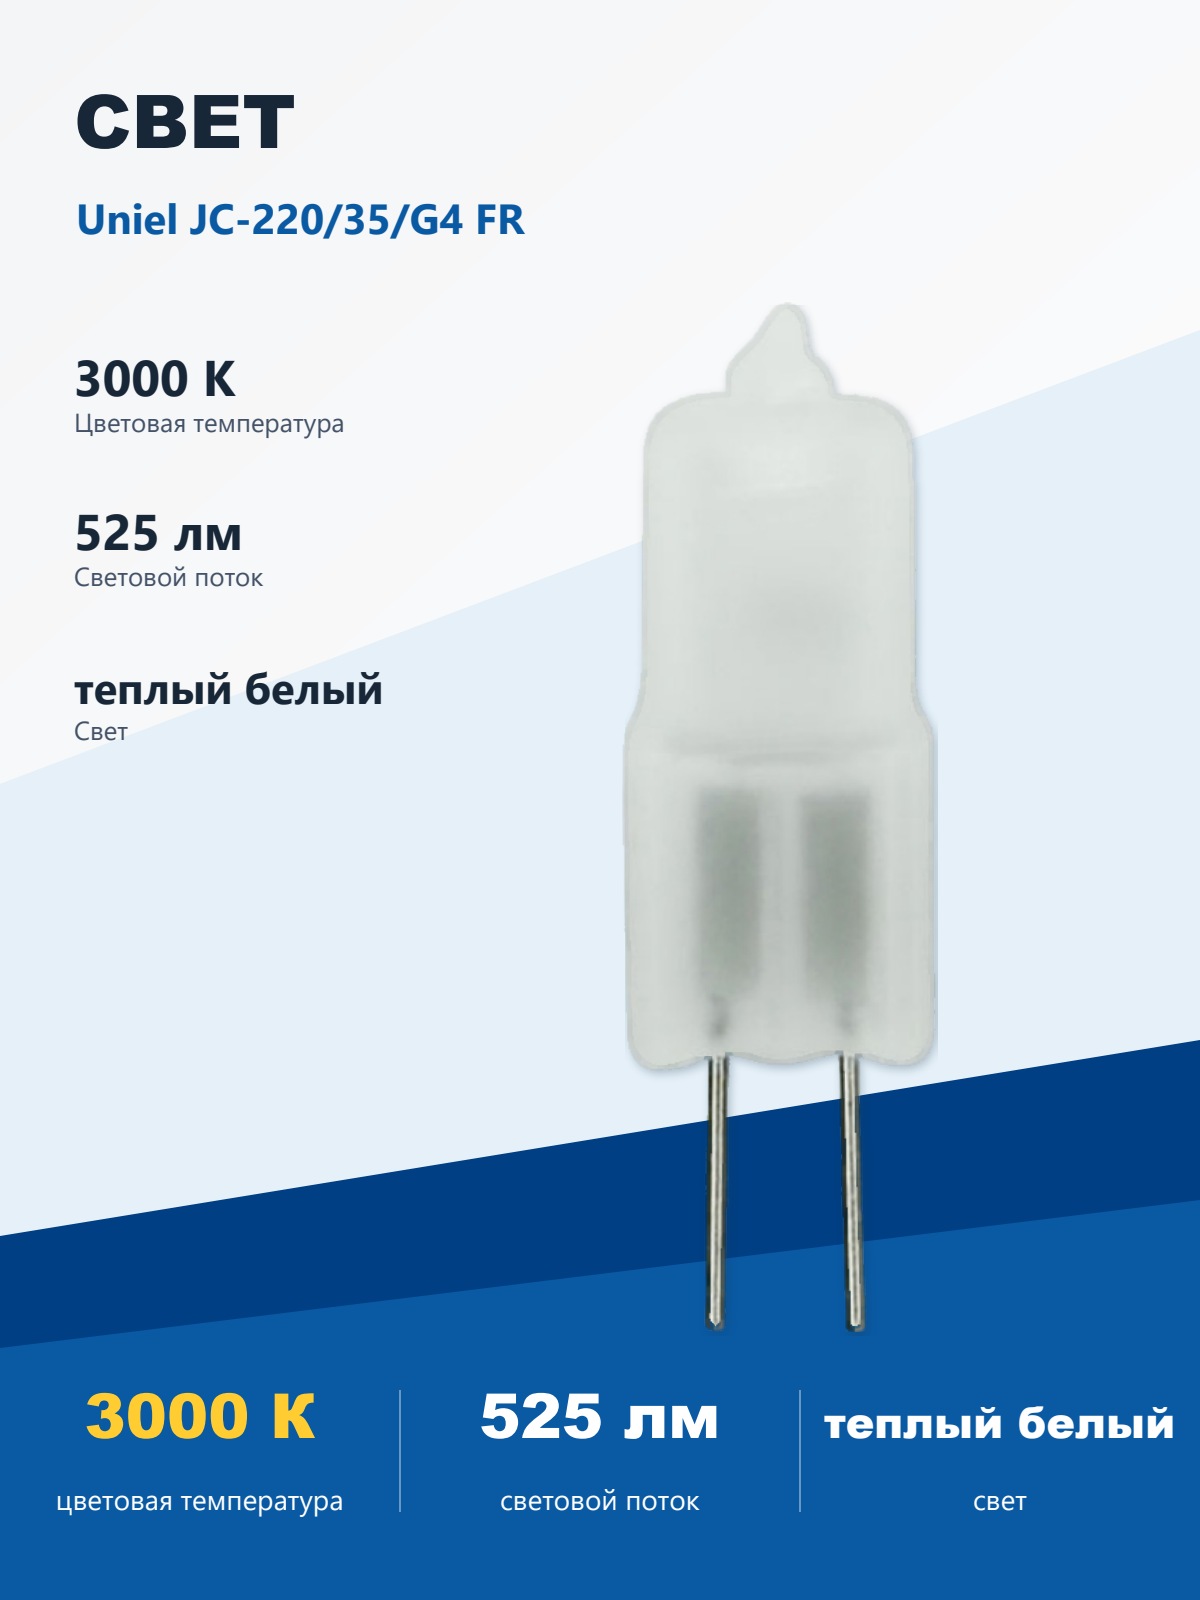 СВЕТ
Uniel JC-220/35/G4 FR
3000 К
Цветовая температура
525 лм
Световой поток
теплый белый
Свет
3000 К
525 лм
теплый белый
цветовая температура
световой поток
свет